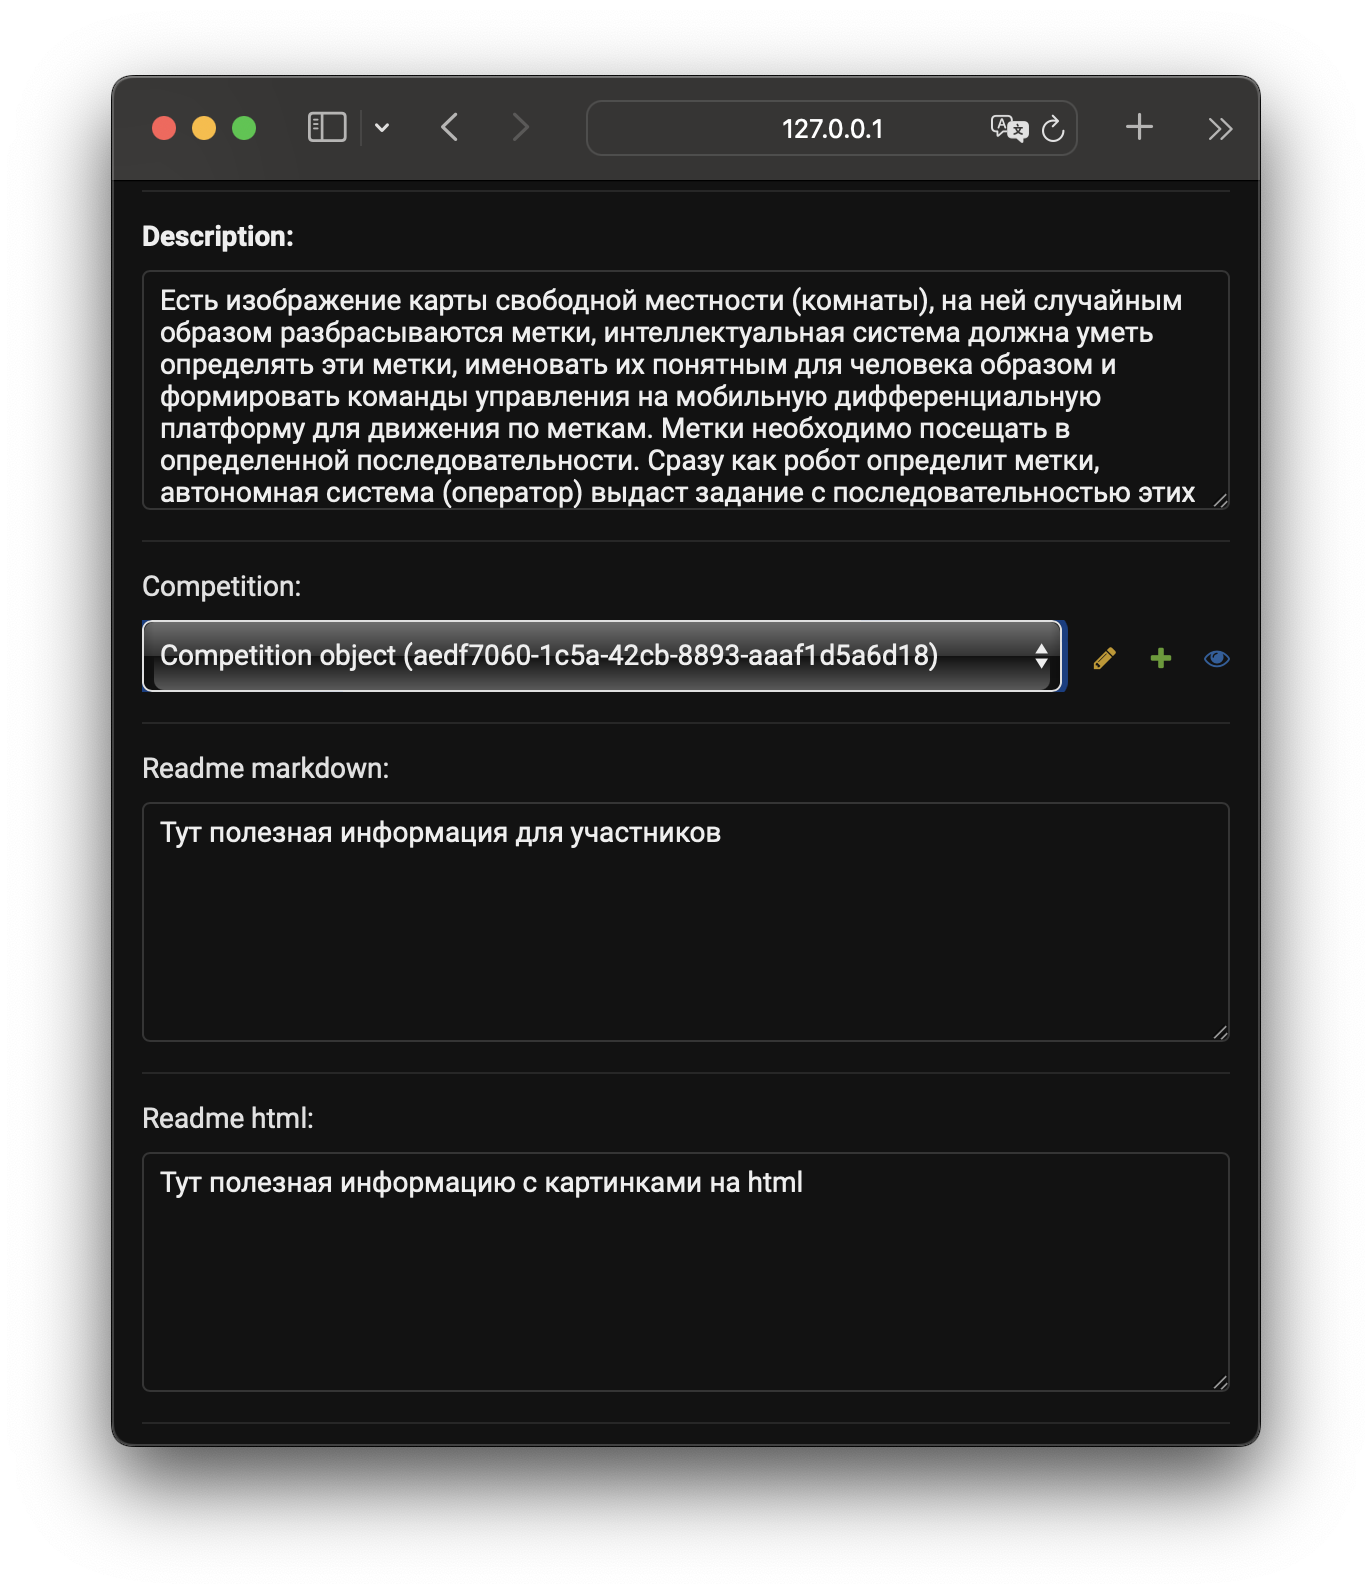 127.0.0.1
Description:
Есть изображение карты свободной местности (комнаты), на ней случайным
образом разбрасываются метки, интеллектуальная система должна уметь
определять эти метки, именовать их понятным для человека образом и
формировать команды управления на мобильную дифференциальную
платформу для движения по меткам. Метки необходимо посещать в
определенной последовательности. Сразу как робот определит метки,
автономная система (оператор) выдаст задание с последовательностью этих
Competition:
Competition object (aedf7060-1c5a-42cb-8893-aaaf1d5a6d18)
Readme markdown:
Тут полезная информация для участников
Readme html:
Тут полезная информацию с картинками на html